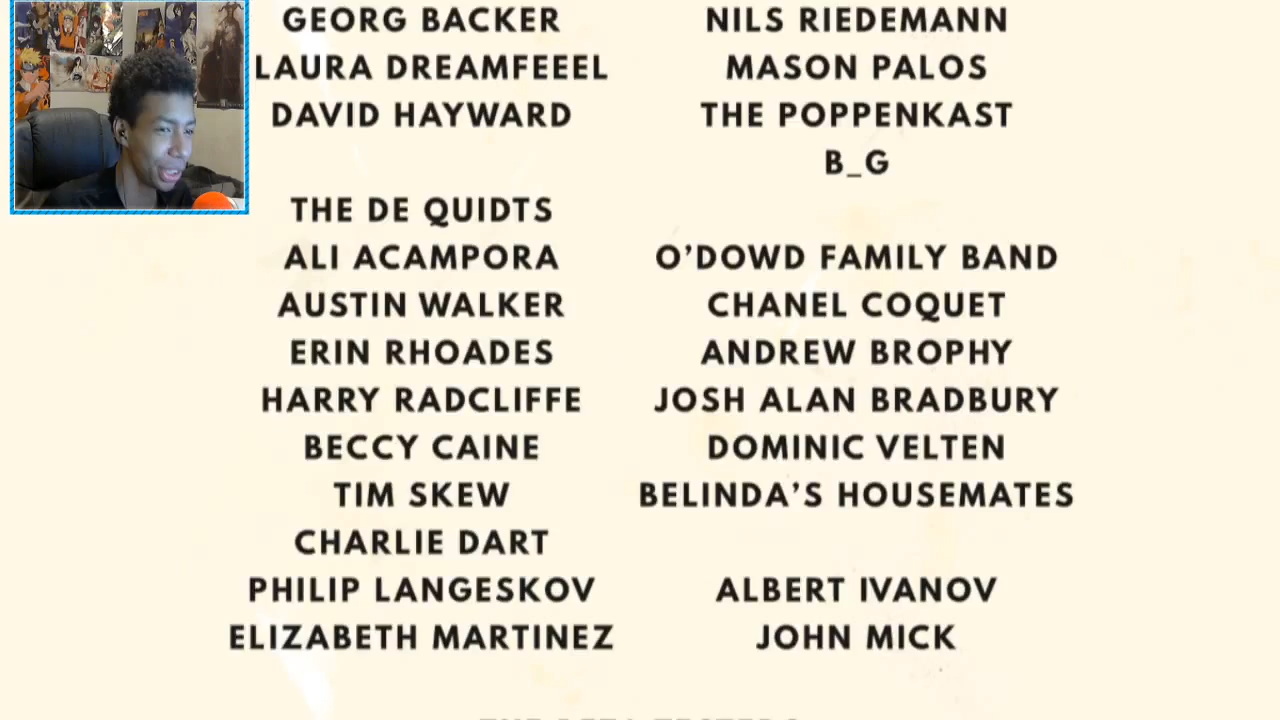 GEORG BACKER
NILS RIEDEMANN
LAURA DREAMFEEEL
MASON PALOS
DAVID HAYWARD
THE POPPENKAST
B_G
THE DE QUIDTS
ALI ACAMPORA
O'DOWD FAMILY BAND
AUSTIN WALKER
CHANEL COQUET
ERIN RHOADES
ANDREW BROPHY
HARRY RADCLIFFE
JOSH ALAN BRADBURY
BECCY CAINE
DOMINIC VELTEN
TIM SKEW
BELINDA'S HOUSEMATES
CHARLIE DART
PHILIP LANGESKOV
ALBERT IVANOV
ELIZABETH MARTINEZ
JOHN MICK